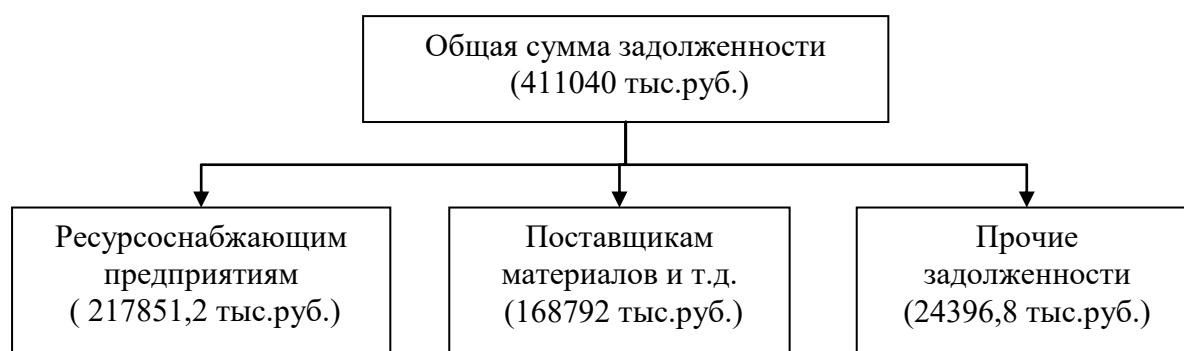 Общая сумма задолженности
(411040 тыс.руб.)
Ресурсоснабжающим
предприятиям
( 217851,2 тыс.руб.)
Поставщикам
материалов и т.д.
(168792 тыс.руб.)
Прочие
задолженности
(24396,8 тыс.руб.)